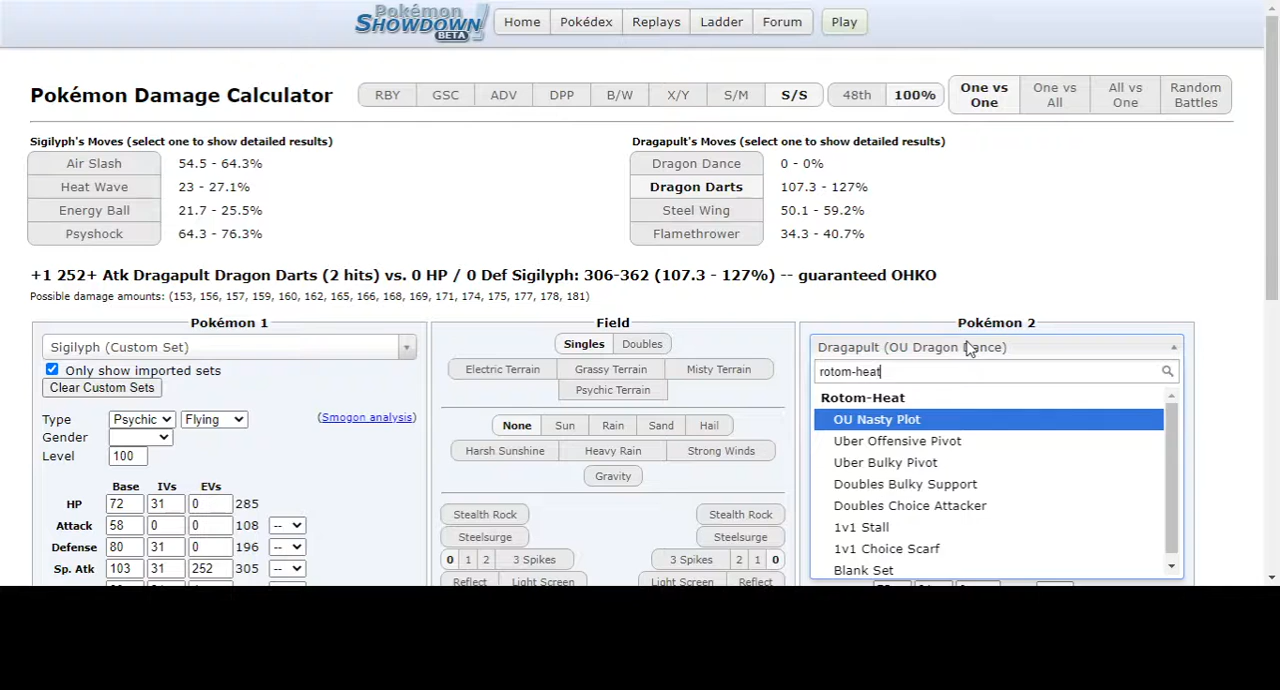 Pokémon
SHOWDOWN!
BETA
Home Pokédex Replays Ladder Forum Play
Pokémon Damage Calculator
RBY GSC ADV DPP B/W X/Y S/M S/S 48th 100%
One vs One
One vs All
All vs One
Random Battles
Sigilyph's Moves (select one to show detailed results)
Air Slash 54.5 - 64.3%
Heat Wave 23 - 27.1%
Energy Ball 21.7 - 25.5%
Psyshock 64.3 - 76.3%
Dragapult's Moves (select one to show detailed results)
Dragon Dance 0 - 0%
Dragon Darts 107.3 - 127%
Steel Wing 50.1 - 59.2%
Flamethrower 34.3 - 40.7%
+1 252+ Atk Dragapult Dragon Darts (2 hits) vs. 0 HP / 0 Def Sigilyph: 306-362 (107.3 - 127%) -- guaranteed OHKO
Possible damage amounts: (153, 156, 157, 159, 160, 162, 165, 166, 168, 169, 171, 174, 175, 177, 178, 181)
Pokémon 1
Sigilyph (Custom Set)
Only show imported sets
Clear Custom Sets
Type Psychic Flying (Smogon analysis)
Gender
Level 100
Base IVs EVs
HP 72 31 0 285
Attack 58 0 0 108 --
Defense 80 31 0 196 --
Sp. Atk 103 31 252 305 --
Field
Singles Doubles
Electric Terrain Grassy Terrain Misty Terrain
Psychic Terrain
None Sun Rain Sand Hail
Harsh Sunshine Heavy Rain Strong Winds
Gravity
Stealth Rock Stealth Rock
Steelsurge Steelsurge
0 1 2 3 Spikes 3 Spikes 2 1 0
Reflect Light Screen Light Screen Reflect
Pokémon 2
Dragapult (OU Dragon Dance)
rotom-heat
Rotom-Heat
OU Nasty Plot
Uber Offensive Pivot
Uber Bulky Pivot
Doubles Bulky Support
Doubles Choice Attacker
1v1 Stall
1v1 Choice Scarf
Blank Set